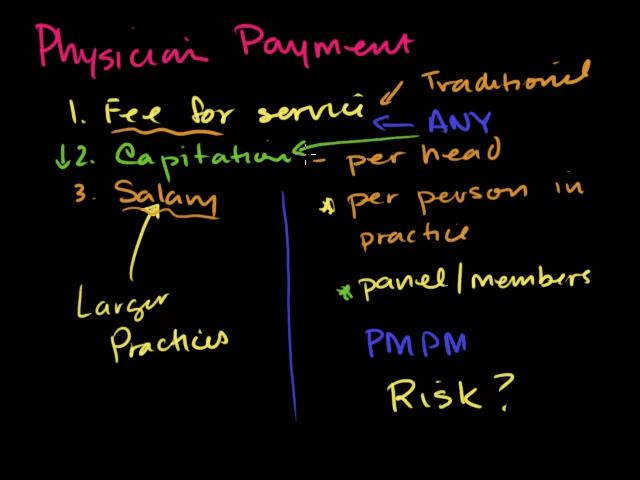 Physician Payment
1. Fee for service
Traditional
ANY
↓2. Capitation - per head
3. Salary
* per person in
practice
* panel/members
PMPM
Risk?
Larger
Practices